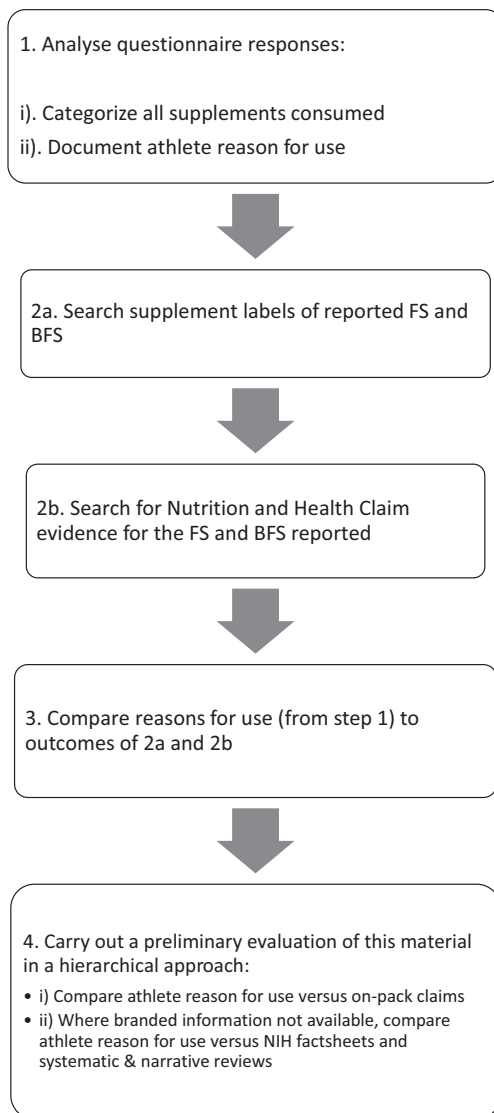 1. Analyse questionnaire responses:
i). Categorize all supplements consumed
ii). Document athlete reason for use
2a. Search supplement labels of reported FS and
BFS
2b. Search for Nutrition and Health Claim
evidence for the FS and BFS reported
3. Compare reasons for use (from step 1) to
outcomes of 2a and 2b
4. Carry out a preliminary evaluation of this material
in a hierarchical approach:
• i) Compare athlete reason for use versus on-pack claims
• ii) Where branded information not available, compare
athlete reason for use versus NIH factsheets and
systematic & narrative reviews